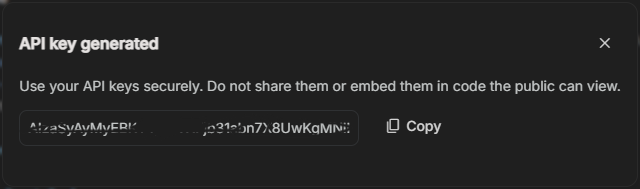 API key generated
Use your API keys securely. Do not share them or embed them in code the public can view.
Copy